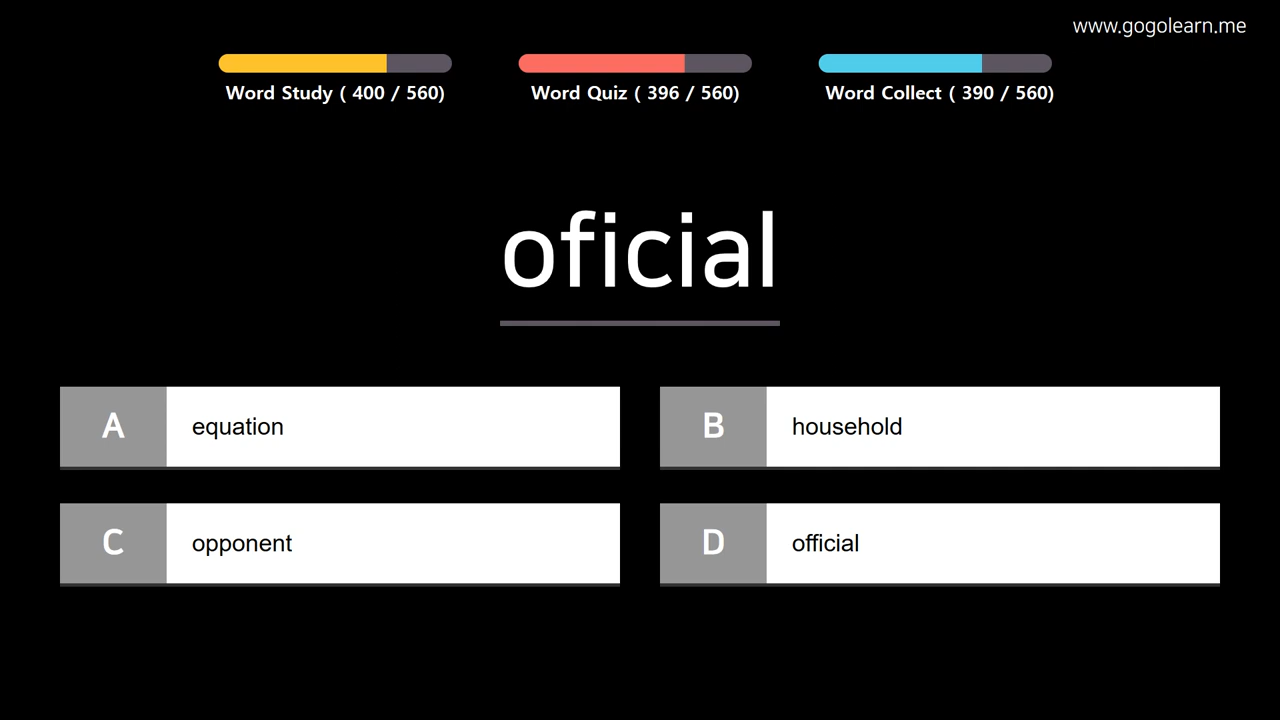 www.gogolearn.me
Word Study ( 400 / 560)
Word Quiz ( 396 / 560)
Word Collect ( 390 / 560)
oficial
A equation
B household
C opponent
D official